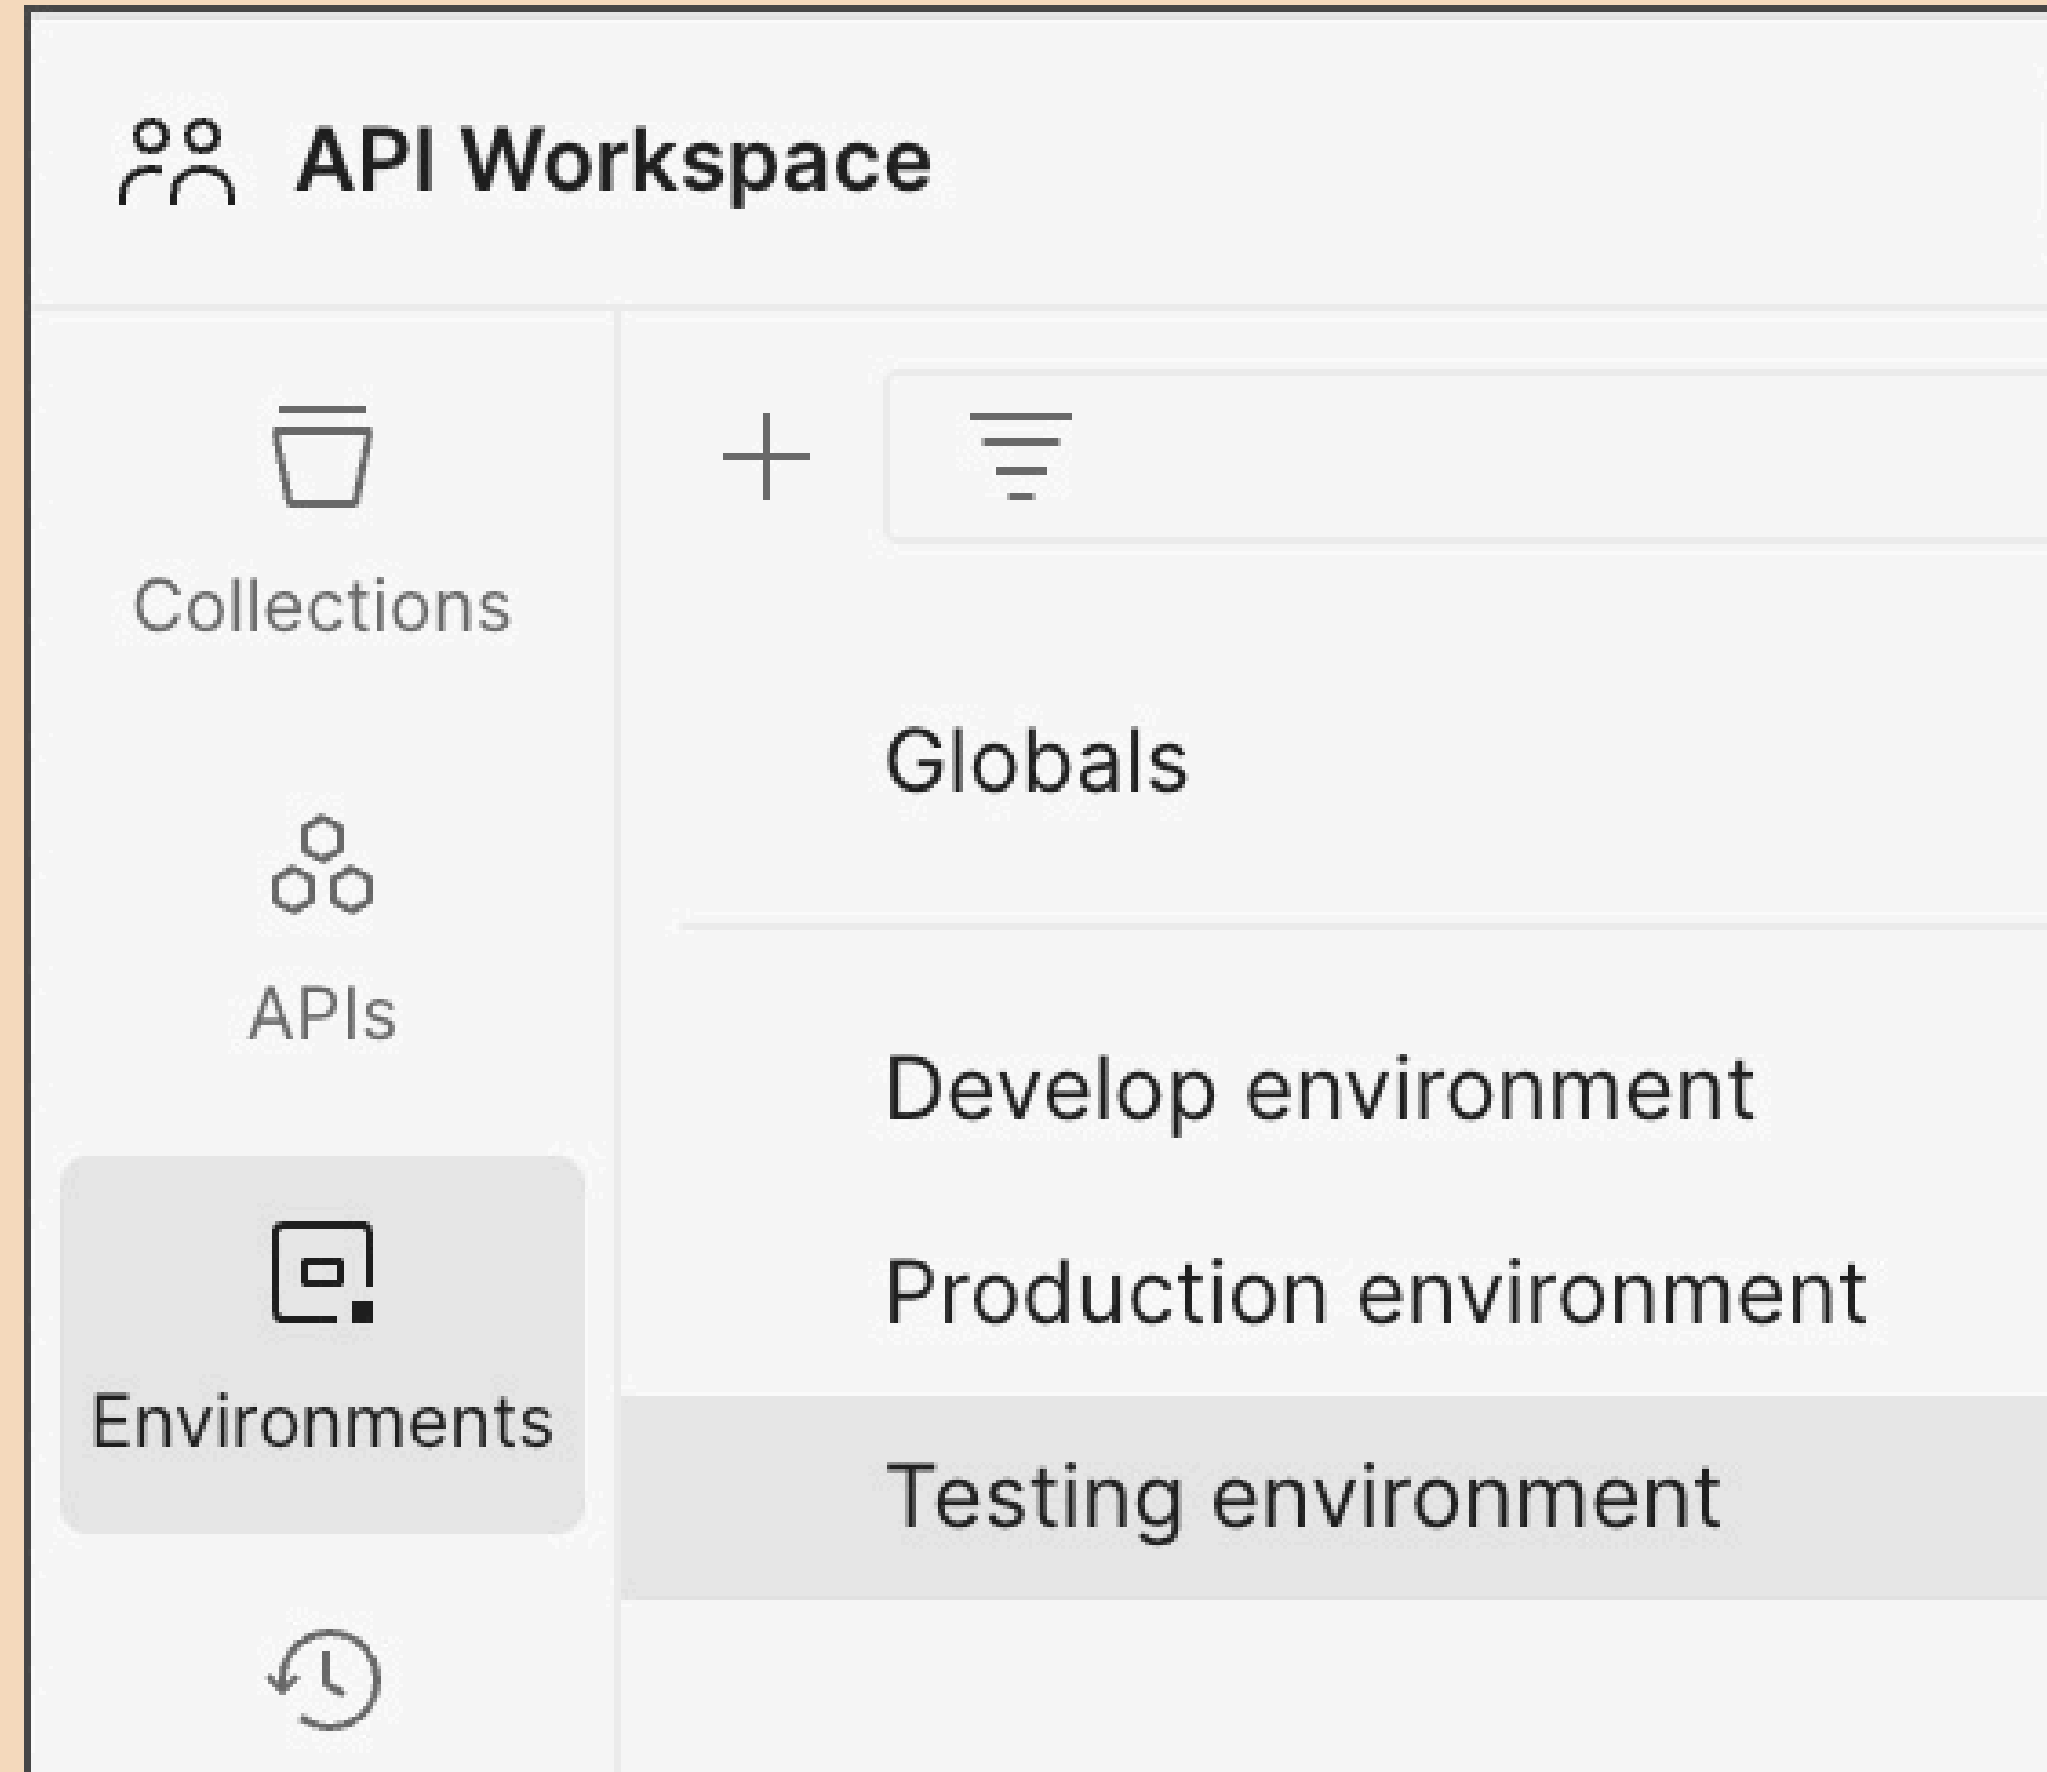 API Workspace
Collections
APIs
Environments
Globals
Develop environment
Production environment
Testing environment